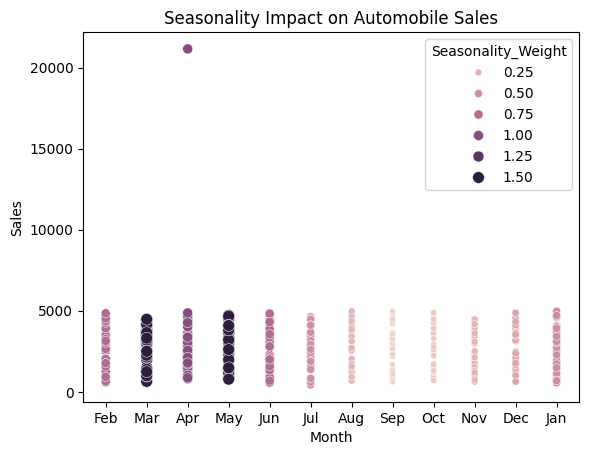 Seasonality Impact on Automobile Sales
Seasonality_Weight
0.25
0.50
0.75
1.00
1.25
1.50
20000
15000
10000
5000
0
Sales
Feb Mar Apr May Jun Jul Aug Sep Oct Nov Dec Jan
Month